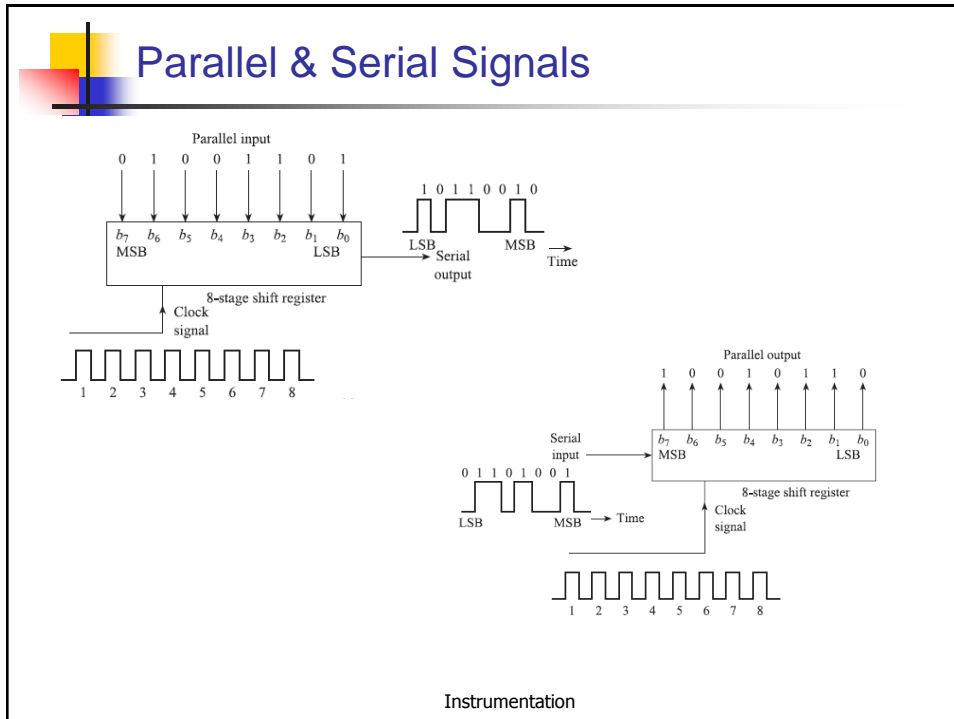 Parallel & Serial Signals
Parallel input
0 1 0 0 1 1 0 1
b7 b6 b5 b4 b3 b2 b1 b0
MSB LSB
8-stage shift register
Clock
signal
1 2 3 4 5 6 7 8
1 0 1 1 0 0 1 0
LSB MSB
Time
Serial
output
Parallel output
1 0 0 1 0 1 1 0
b7 b6 b5 b4 b3 b2 b1 b0
MSB LSB
Serial
input
0 1 1 0 1 0 0 1
LSB MSB Time
8-stage shift register
Clock
signal
1 2 3 4 5 6 7 8
Instrumentation